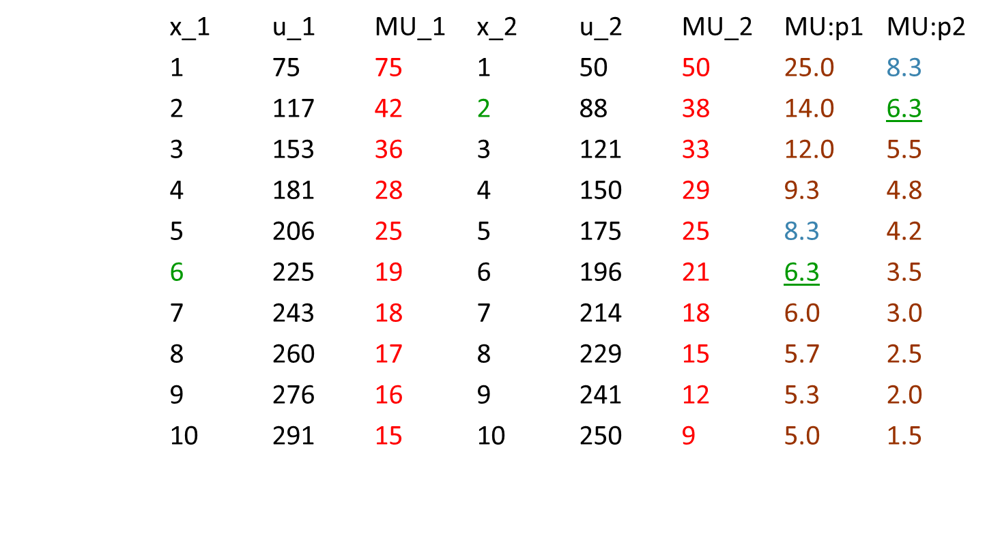 x_1 u_1 MU_1 x_2 u_2 MU_2 MU:p1 MU:p2
1 75 75 1 50 50 25.0 8.3
2 117 42 2 88 38 14.0 6.3
3 153 36 3 121 33 12.0 5.5
4 181 28 4 150 29 9.3 4.8
5 206 25 5 175 25 8.3 4.2
6 225 19 6 196 21 6.3 3.5
7 243 18 7 214 18 6.0 3.0
8 260 17 8 229 15 5.7 2.5
9 276 16 9 241 12 5.3 2.0
10 291 15 10 250 9 5.0 1.5